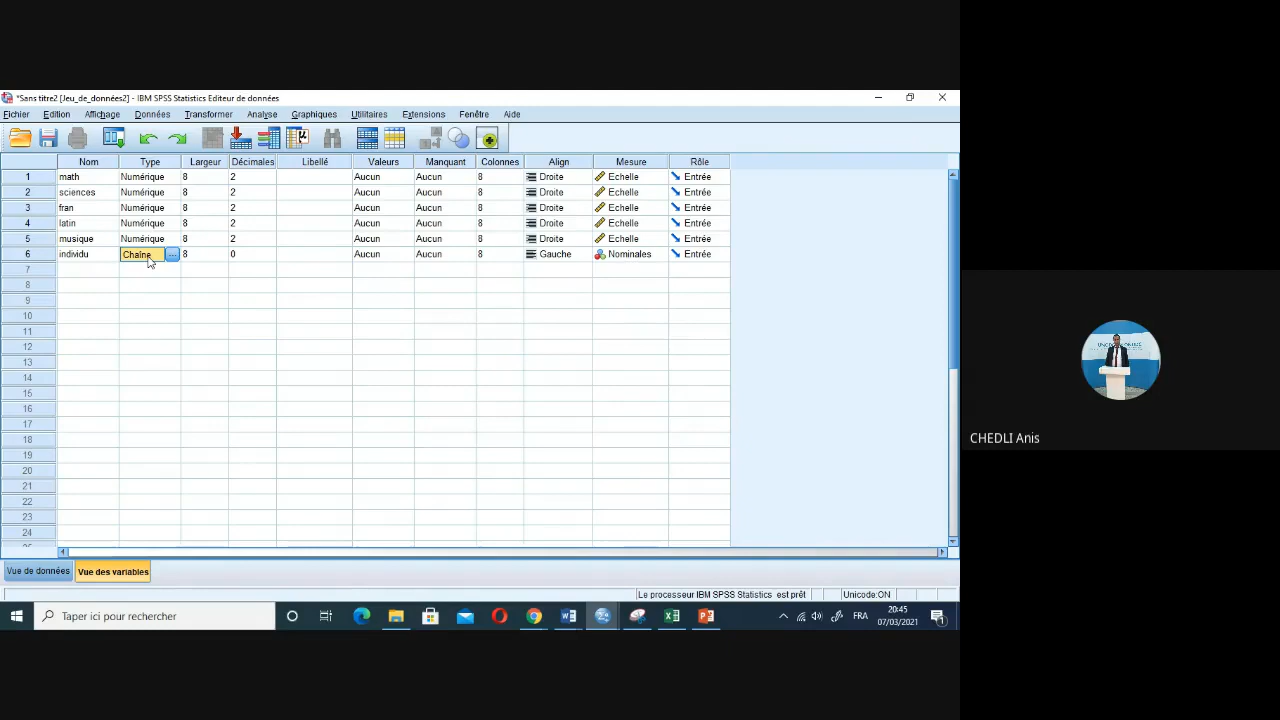 *Sans titre2 [Jeu_de_données2] - IBM SPSS Statistics Editeur de données
Fichier Edition Affichage Données Transformer Analyse Graphiques Utilitaires Extensions Fenêtre Aide
Nom Type Largeur Décimales Libellé Valeurs Manquant Colonnes Align Mesure Rôle
1 math Numérique 8 2 Aucun Aucun 8 Droite Echelle Entrée
2 sciences Numérique 8 2 Aucun Aucun 8 Droite Echelle Entrée
3 fran Numérique 8 2 Aucun Aucun 8 Droite Echelle Entrée
4 latin Numérique 8 2 Aucun Aucun 8 Droite Echelle Entrée
5 musique Numérique 8 2 Aucun Aucun 8 Droite Echelle Entrée
6 individu Chaîne ... 8 0 Aucun Aucun 8 Gauche Nominales Entrée
7
8
9
10
11
12
13
14
15
16
17
18
19
20
21
22
23
24
CHEDLI Anis
Vue de données Vue des variables
Le processeur IBM SPSS Statistics est prêt Unicode:ON
Taper ici pour rechercher
FRA
20:45
07/03/2021
1